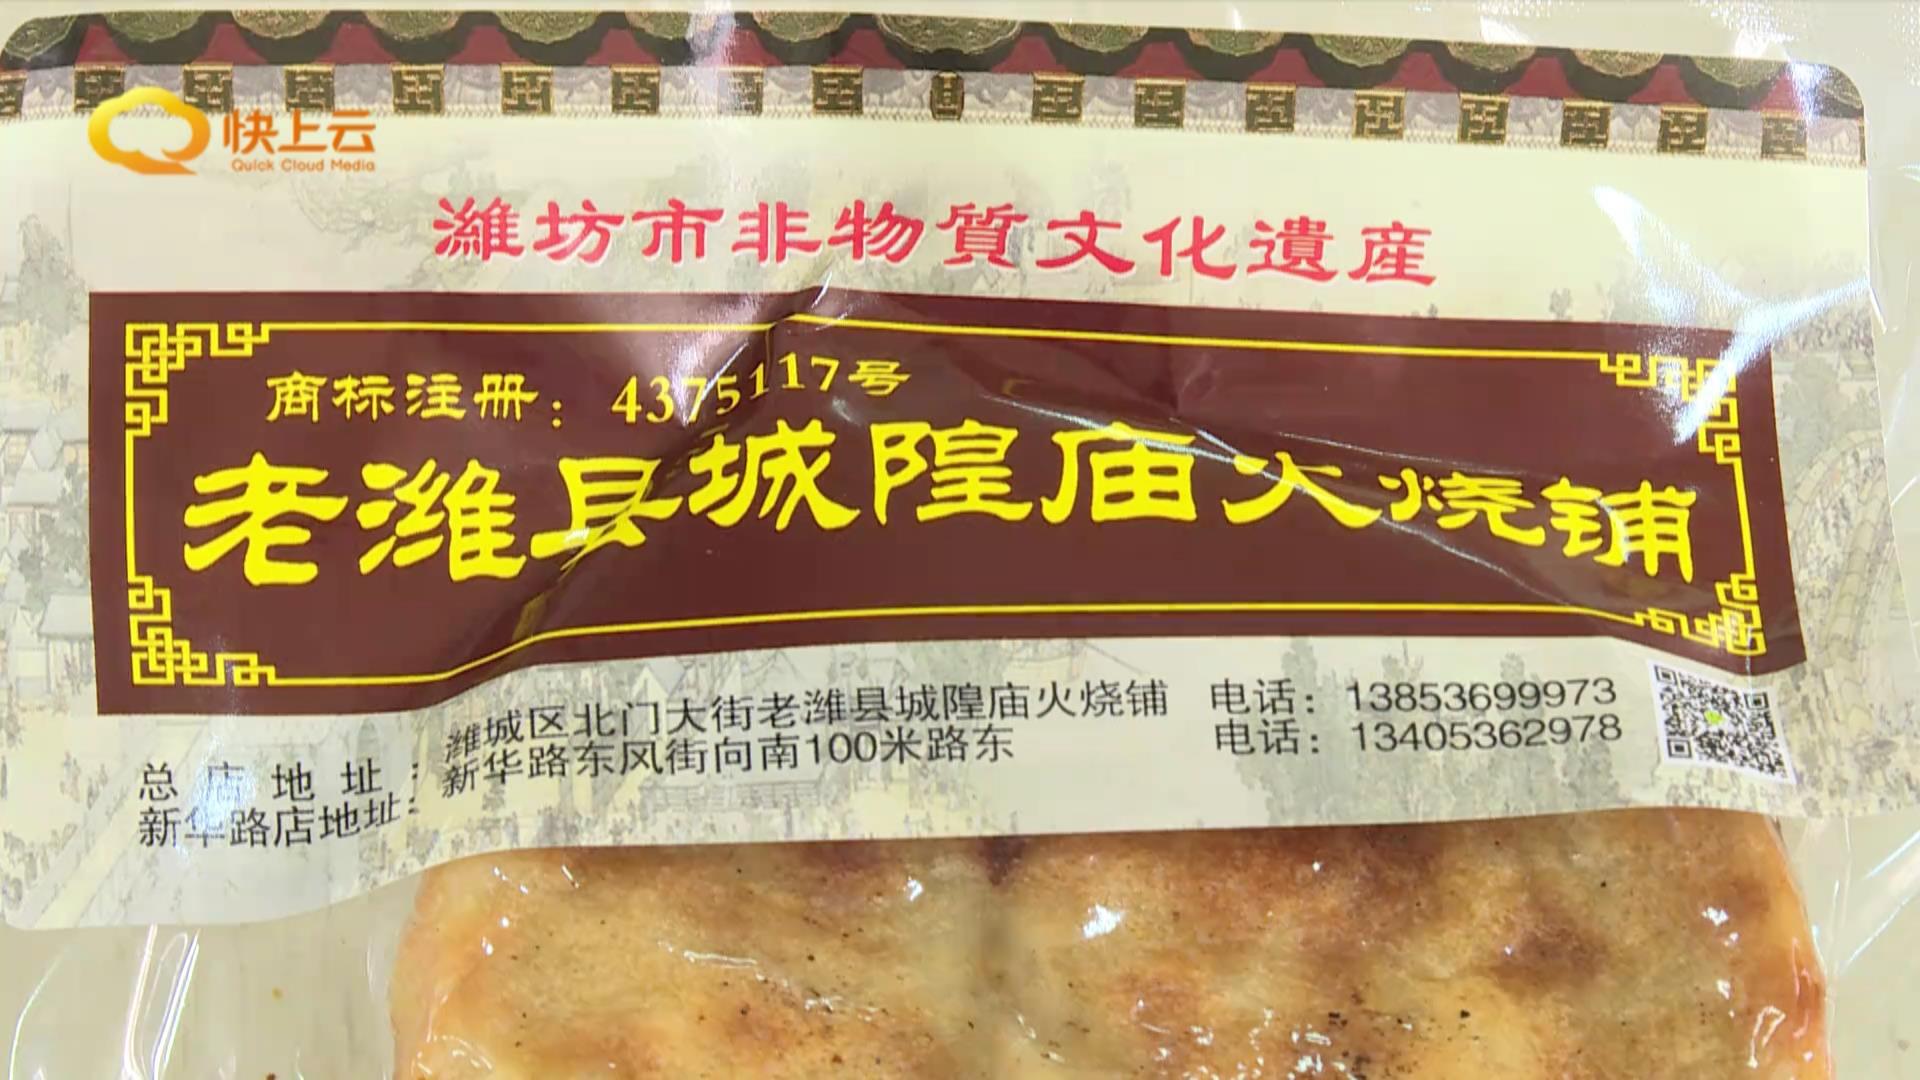 快上云
Quick Cloud Media
濰坊市非物質文化遺産
商标注册：4375117号
老潍县城隍庙火烧铺
总店地址 潍城区北门大街老潍县城隍庙火烧铺 电话：13853699973
新华路店地址 新华路东风街向南100米路东 电话：13405362978